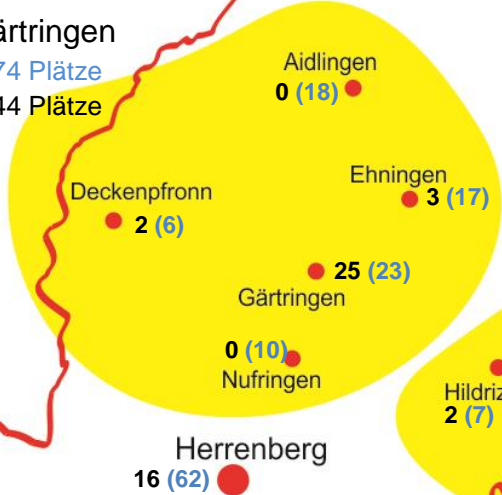 ärtringen
74 Plätze
44 Plätze
Aidlingen
0 (18)
Ehningen
3 (17)
Deckenpfronn
2 (6)
25 (23)
Gärtringen
0 (10)
Nufringen
Hildriz
2 (7)
Herrenberg
16 (62)